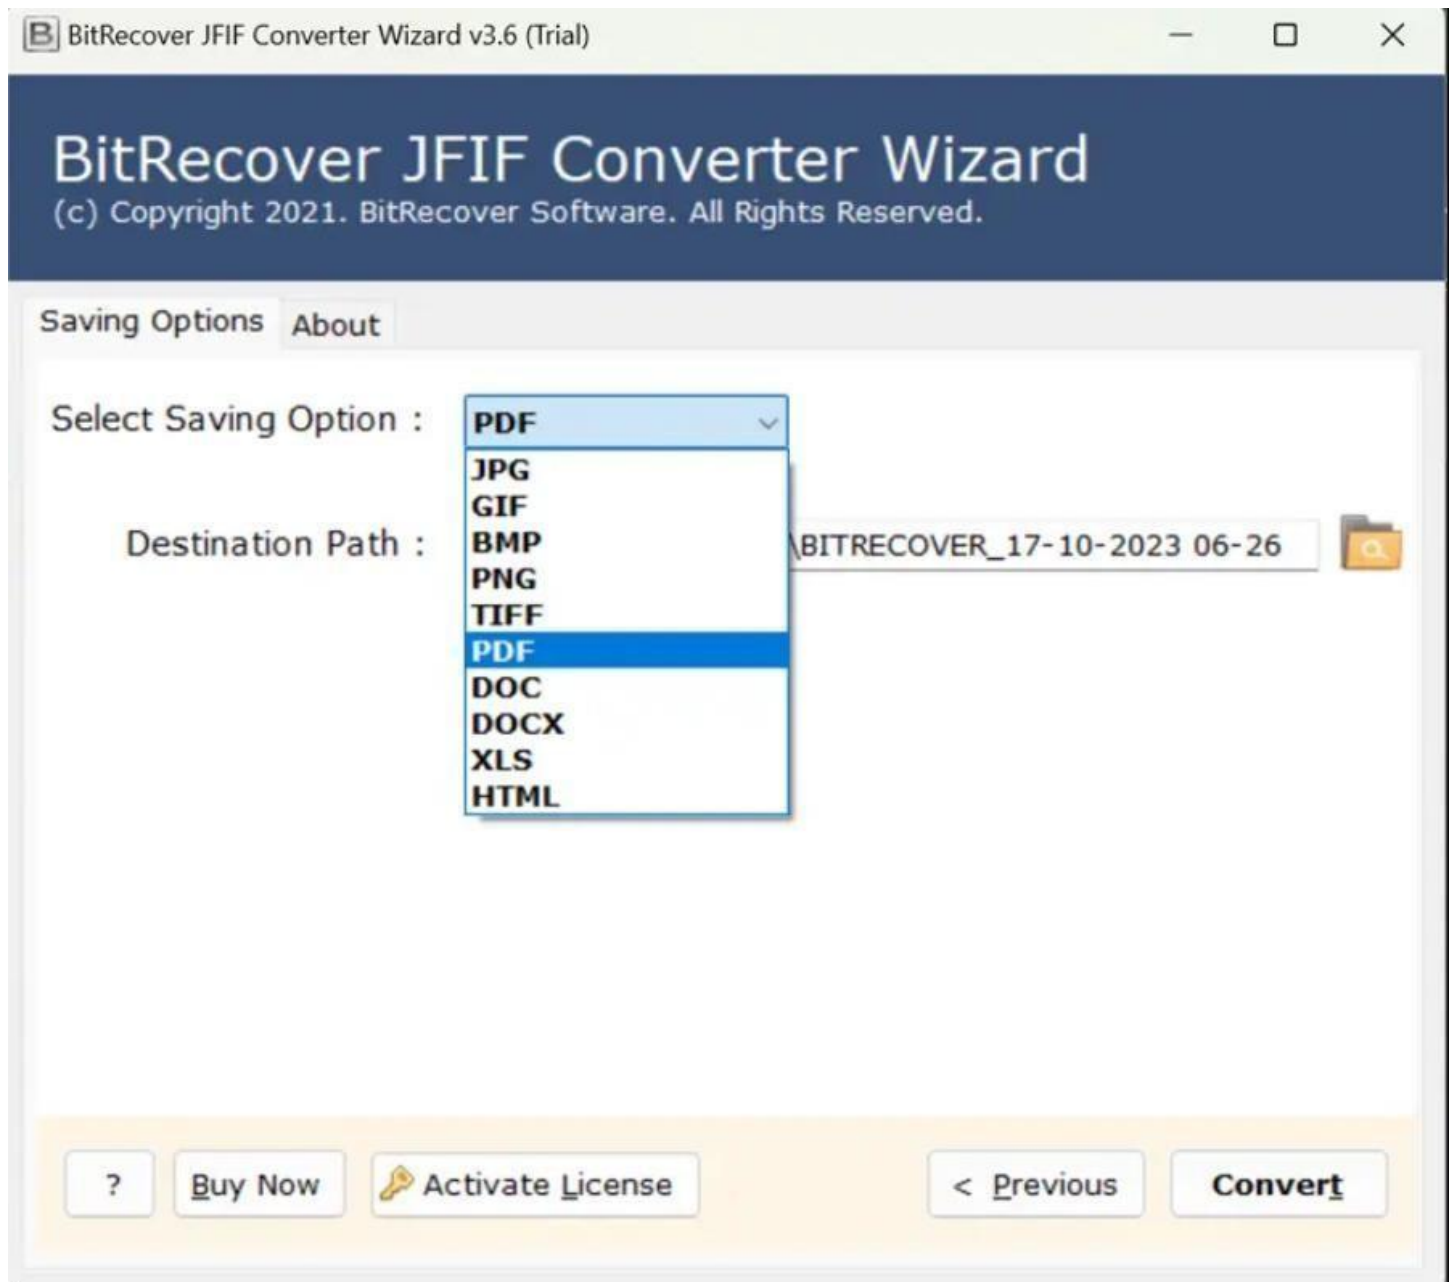 B BitRecover JFIF Converter Wizard v3.6 (Trial)
BitRecover JFIF Converter Wizard
(c) Copyright 2021. BitRecover Software. All Rights Reserved.
Saving Options About
Select Saving Option : PDF
JPG
GIF
Destination Path : \BITRECOVER_17-10-2023 06-26
BMP
PNG
TIFF
PDF
DOC
DOCX
XLS
HTML
? Buy Now Activate License < Previous Convert